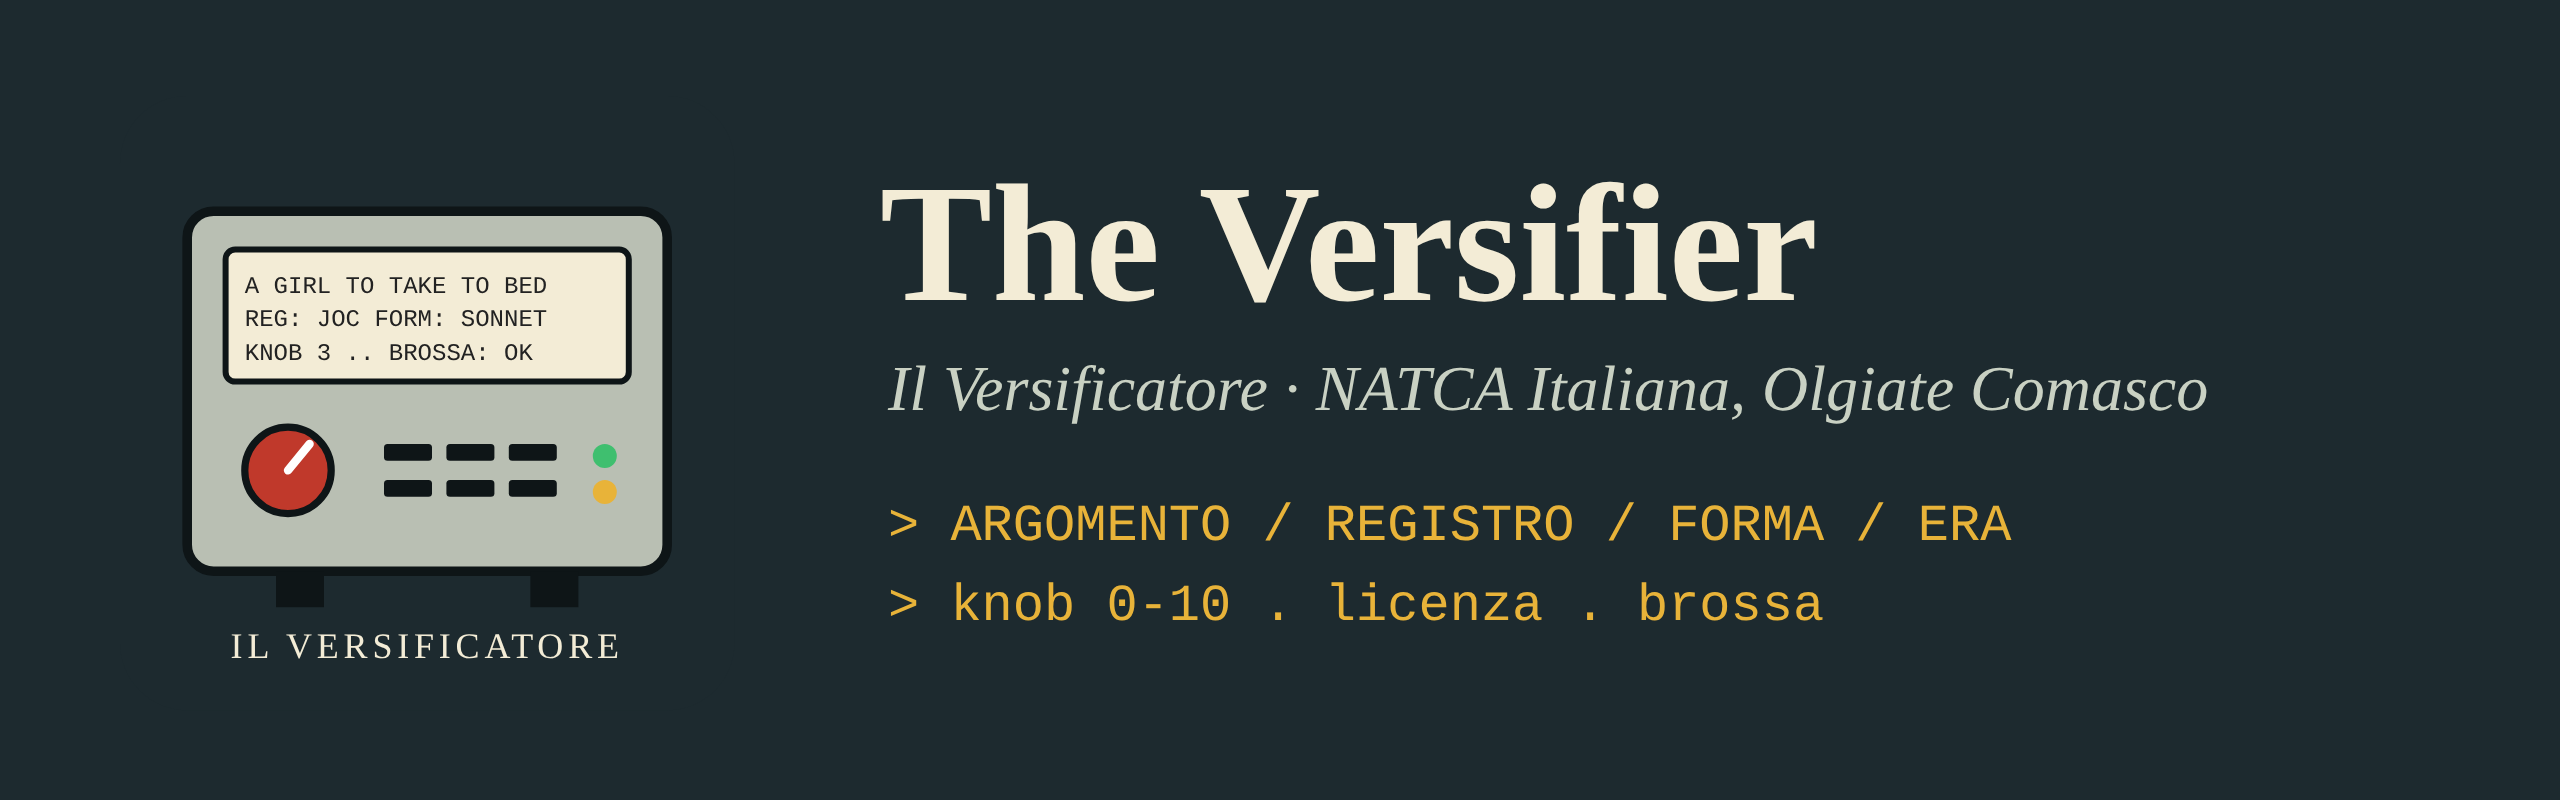 A GIRL TO TAKE TO BED
REG: JOC FORM: SONNET
KNOB 3 .. BROSSA: OK
IL VERSIFICATORE
The Versifier
Il Versificatore · NATCA Italiana, Olgiate Comasco
> ARGOMENTO / REGISTRO / FORMA / ERA
> knob 0-10 . licenza . brossa